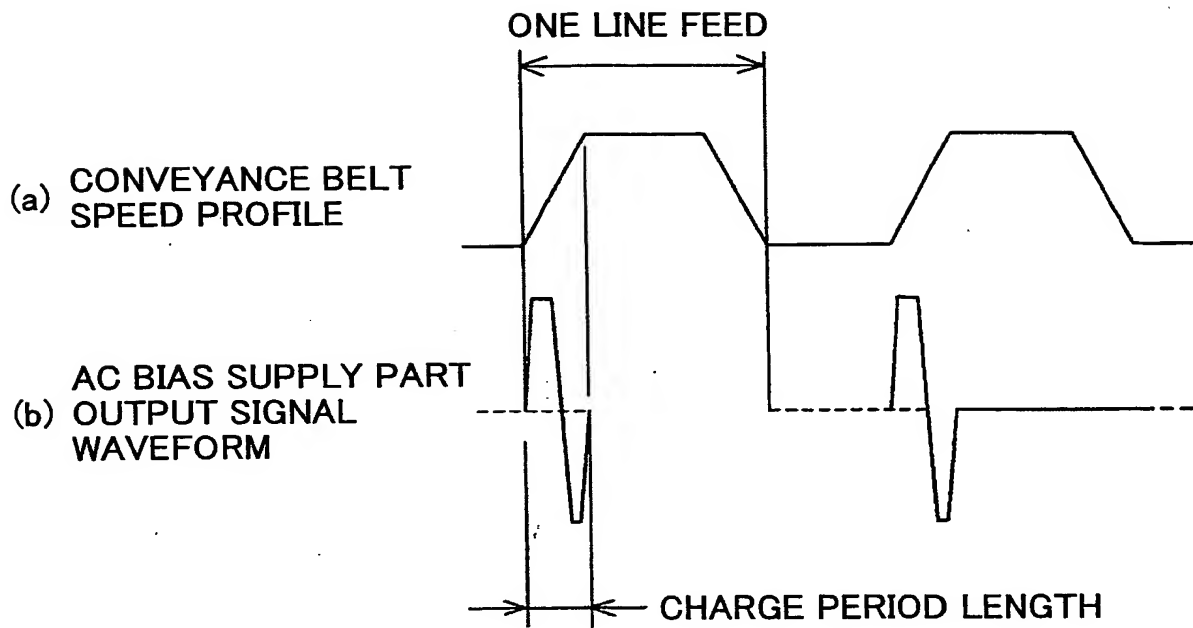 ONE LINE FEED
(a) CONVEYANCE BELT
SPEED PROFILE
AC BIAS SUPPLY PART
(b) OUTPUT SIGNAL
WAVEFORM
CHARGE PERIOD LENGTH